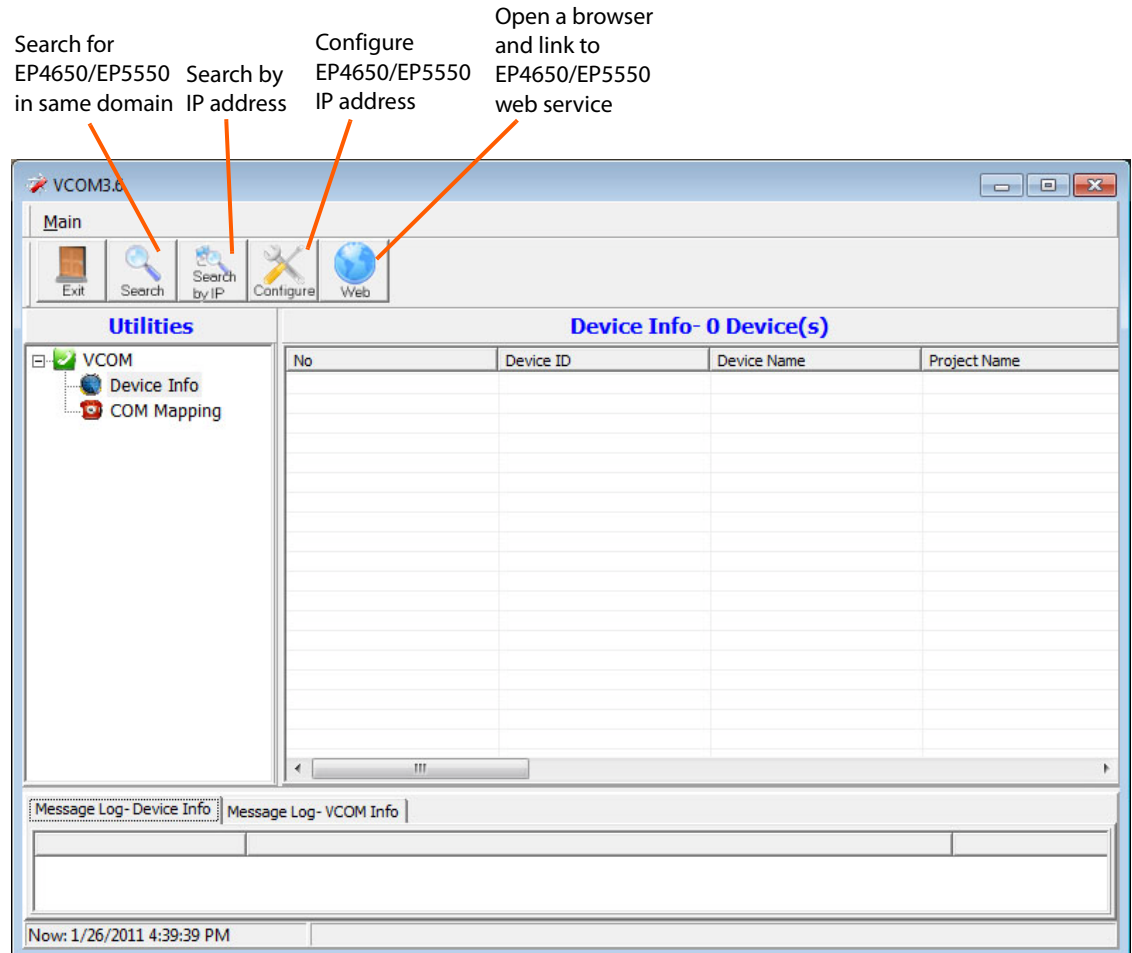 Search for
EP4650/EP5550
in same domain
Search by
IP address
Configure
EP4650/EP5550
IP address
Open a browser
and link to
EP4650/EP5550
web service
VCOM3.6
Main
Exit
Search
Search
by IP
Configure
Web
Utilities
Device Info- 0 Device(s)
VCOM
Device Info
COM Mapping
No Device ID Device Name Project Name
Message Log- Device Info Message Log- VCOM Info
Now: 1/26/2011 4:39:39 PM